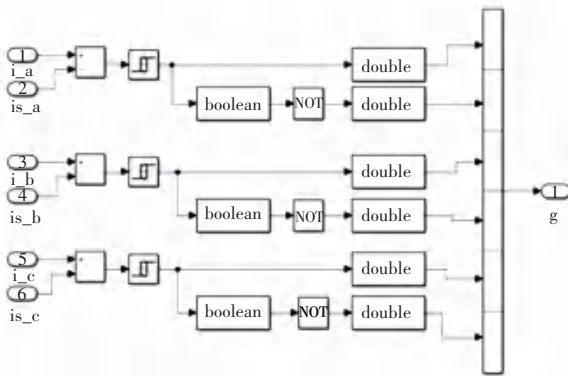 1
i_a
2
is_a
double
boolean
NOT
double
3
i_b
4
is_b
double
boolean
NOT
double
1
g
5
i_c
6
is_c
double
boolean
NOT
double